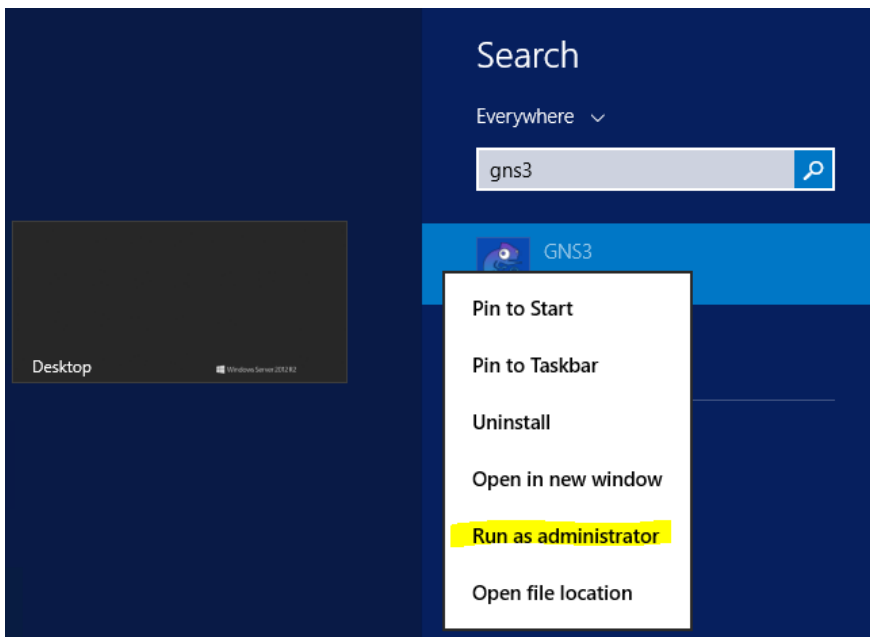 Search
Everywhere
gns3
GNS3
Pin to Start
Pin to Taskbar
Uninstall
Open in new window
Run as administrator
Open file location
Desktop
Windows Server 2012 R2